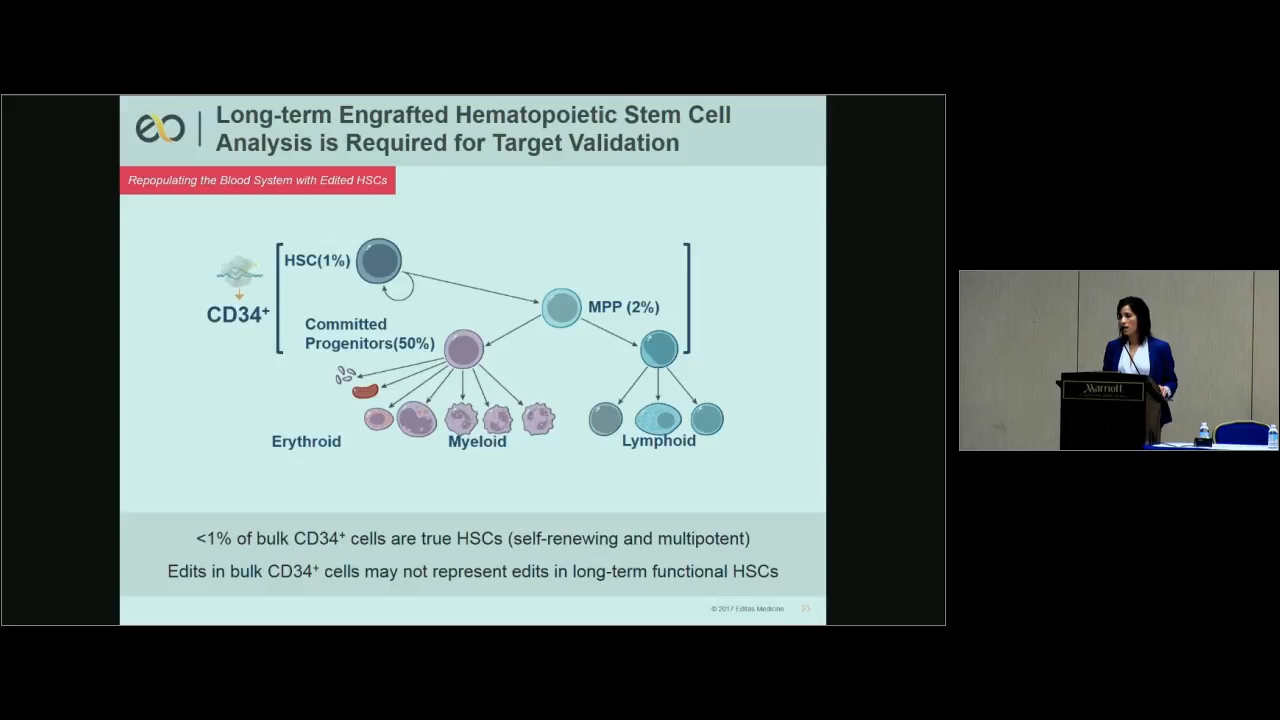 Long-term Engrafted Hematopoietic Stem Cell
Analysis is Required for Target Validation
Repopulating the Blood System with Edited HSCs
HSC(1%)
CD34⁺
MPP (2%)
Committed
Progenitors(50%)
Erythroid
Myeloid
Lymphoid
<1% of bulk CD34⁺ cells are true HSCs (self-renewing and multipotent)
Edits in bulk CD34⁺ cells may not represent edits in long-term functional HSCs
© 2017 Editas Medicine 23
Marriott